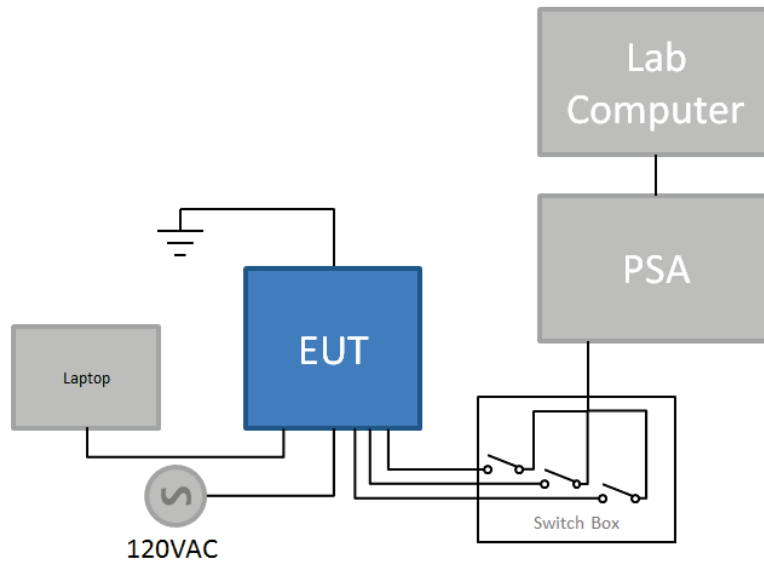 Lab
Computer
PSA
EUT
Laptop
Switch Box
120VAC